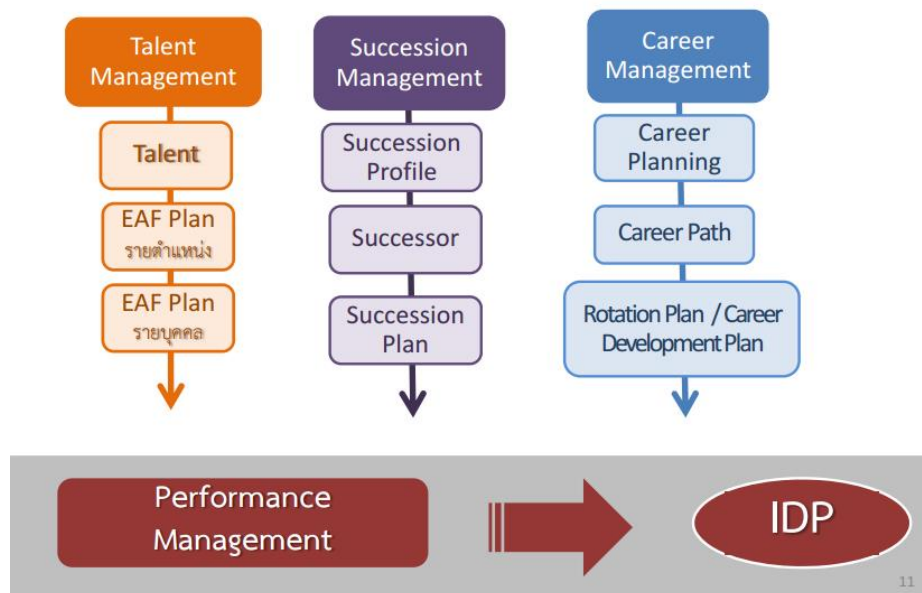 Talent
Management
Talent
EAF Plan
รายตำแหน่ง
EAF Plan
รายบุคคล
Succession
Management
Succession
Profile
Successor
Succession
Plan
Career
Management
Career
Planning
Career Path
Rotation Plan / Career
Development Plan
Performance
Management
IDP
11